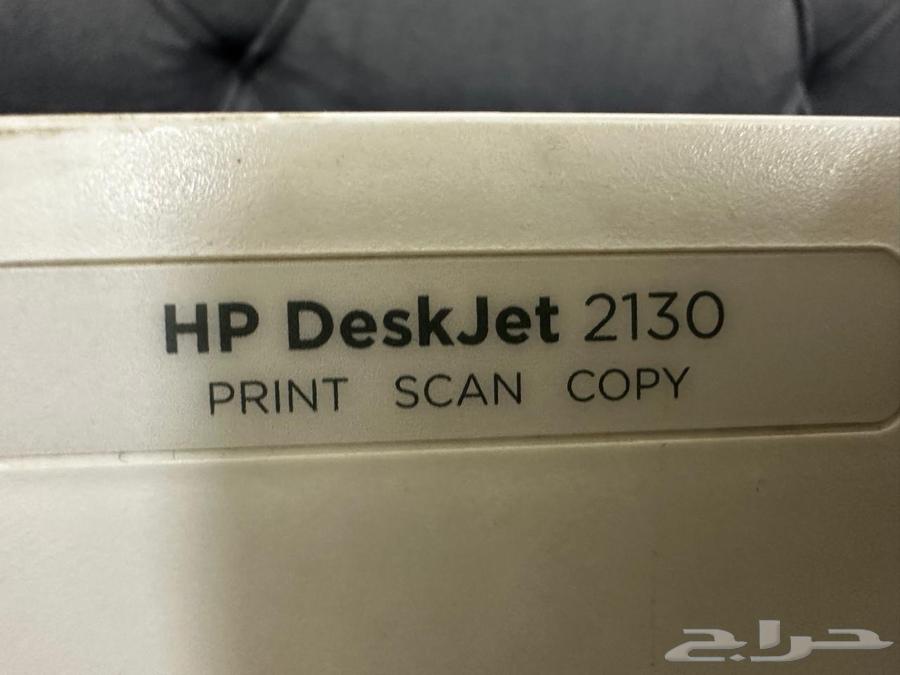 HP DeskJet 2130
PRINT SCAN COPY
حراج